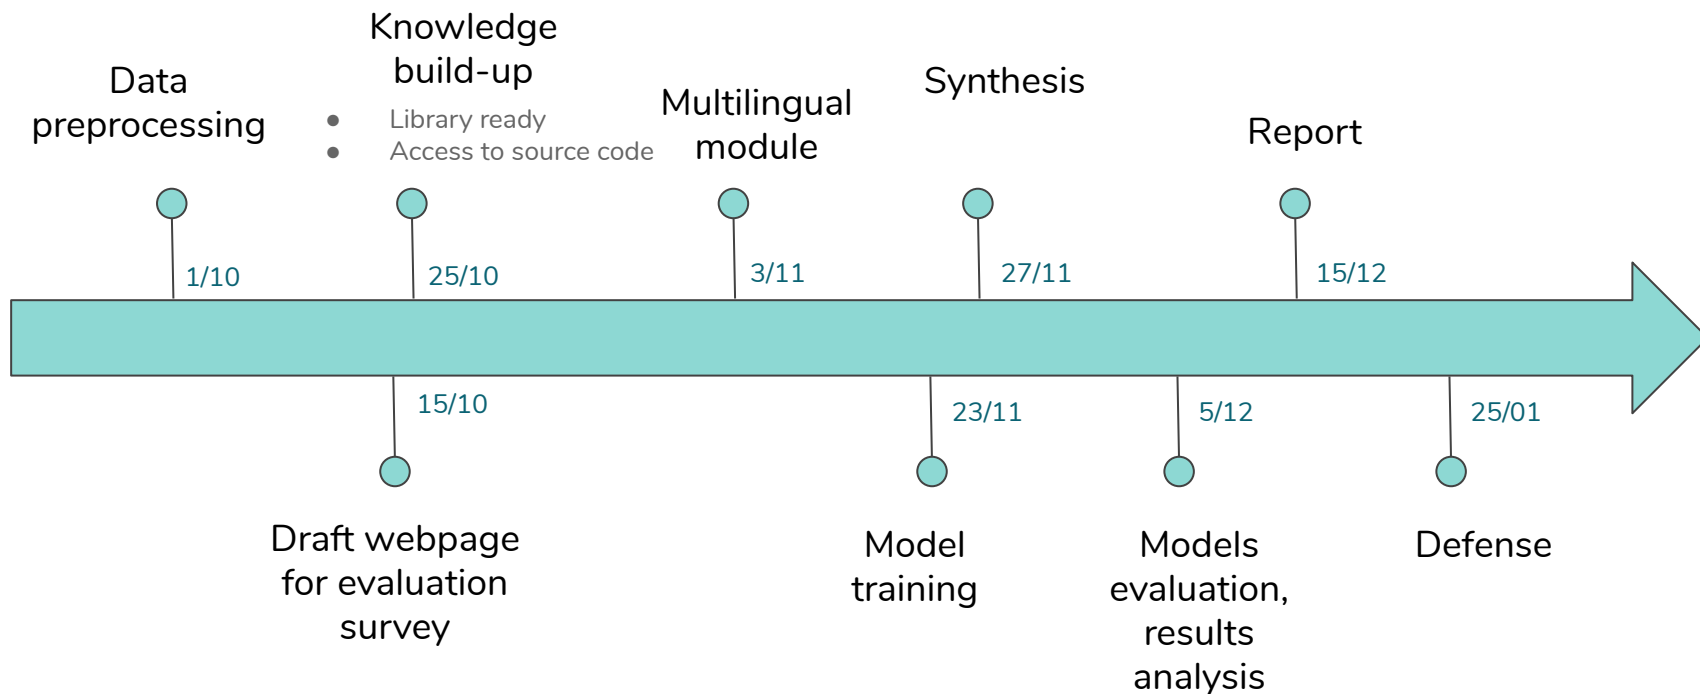 Data
preprocessing
Knowledge
build-up
● Library ready
● Access to source code
Multilingual
module
Synthesis
Report
1/10
25/10
3/11
27/11
15/12
15/10
23/11
5/12
25/01
Draft webpage
for evaluation
survey
Model
training
Models
evaluation,
results
analysis
Defense